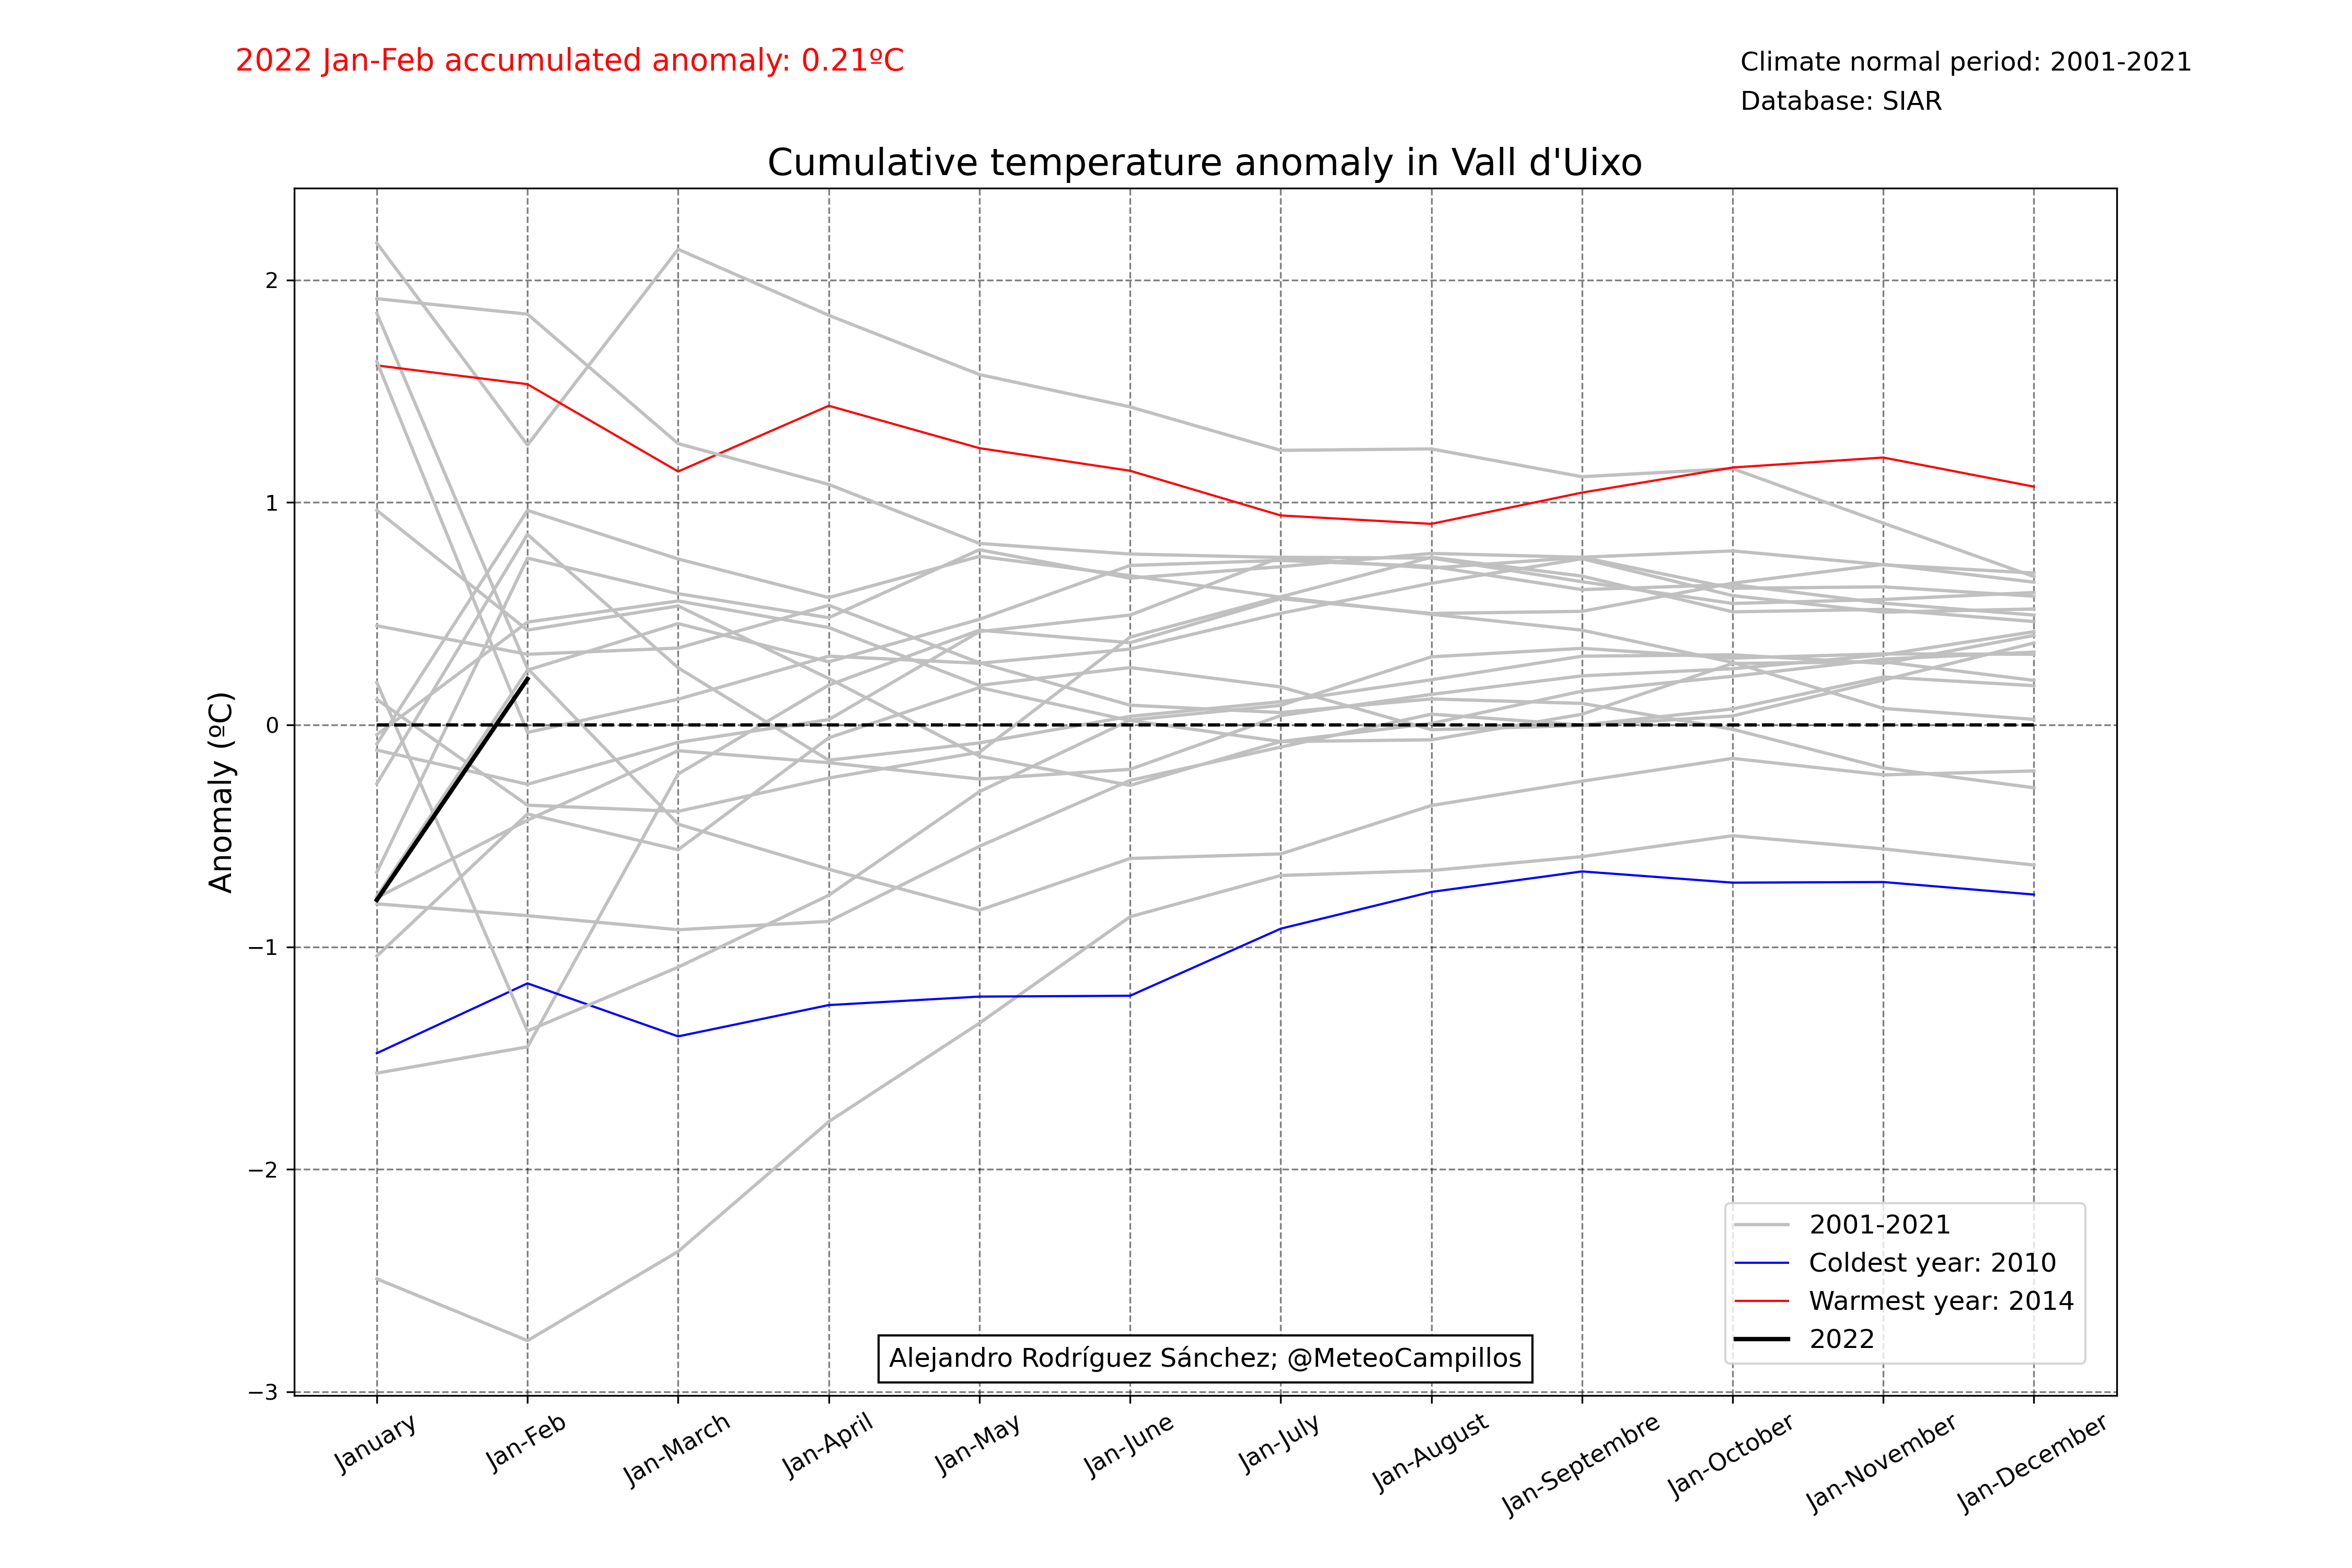 2022 Jan-Feb accumulated anomaly: 0.21ºC
Climate normal period: 2001-2021
Database: SIAR
Cumulative temperature anomaly in Vall d'Uixo
Anomaly (ºC)
2
1
0
−1
−2
−3
2001-2021
Coldest year: 2010
Warmest year: 2014
2022
Alejandro Rodríguez Sánchez; @MeteoCampillos
January
Jan-Feb
Jan-March
Jan-April
Jan-May
Jan-June
Jan-July
Jan-August
Jan-Septembre
Jan-October
Jan-November
Jan-December